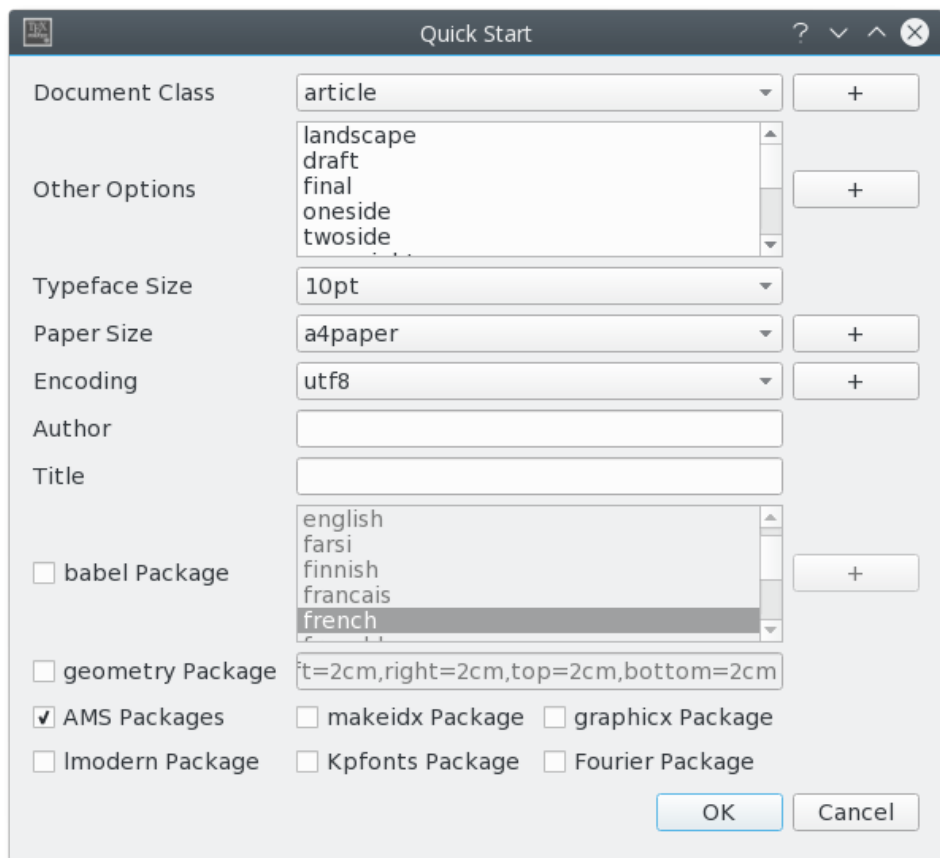 Quick Start
Document Class article +
landscape
draft
final
Other Options +
oneside
twoside
Typeface Size 10pt
Paper Size a4paper +
Encoding utf8 +
Author
Title
english
farsi
finnish
babel Package +
francais
french
geometry Package ft=2cm,right=2cm,top=2cm,bottom=2cm
AMS Packages makeidx Package graphicx Package
lmodern Package Kpfonts Package Fourier Package
OK Cancel